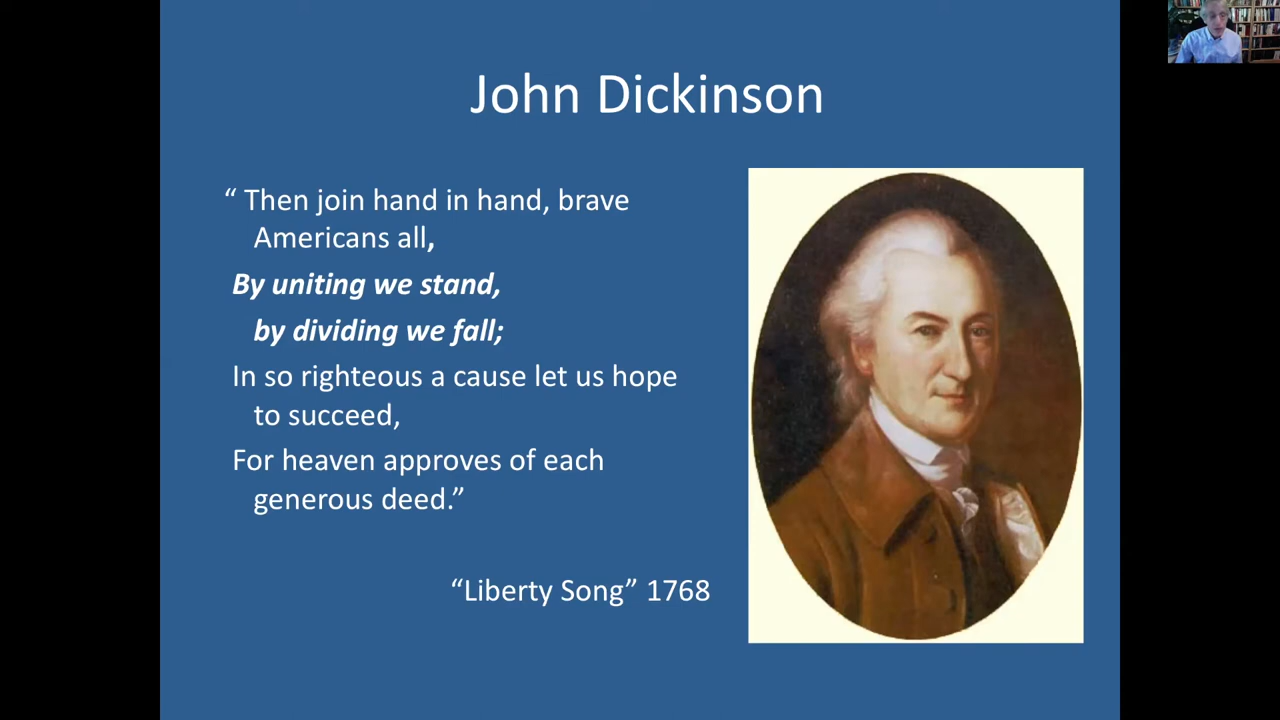 John Dickinson
“ Then join hand in hand, brave
Americans all,
By uniting we stand,
by dividing we fall;
In so righteous a cause let us hope
to succeed,
For heaven approves of each
generous deed.”
“Liberty Song” 1768